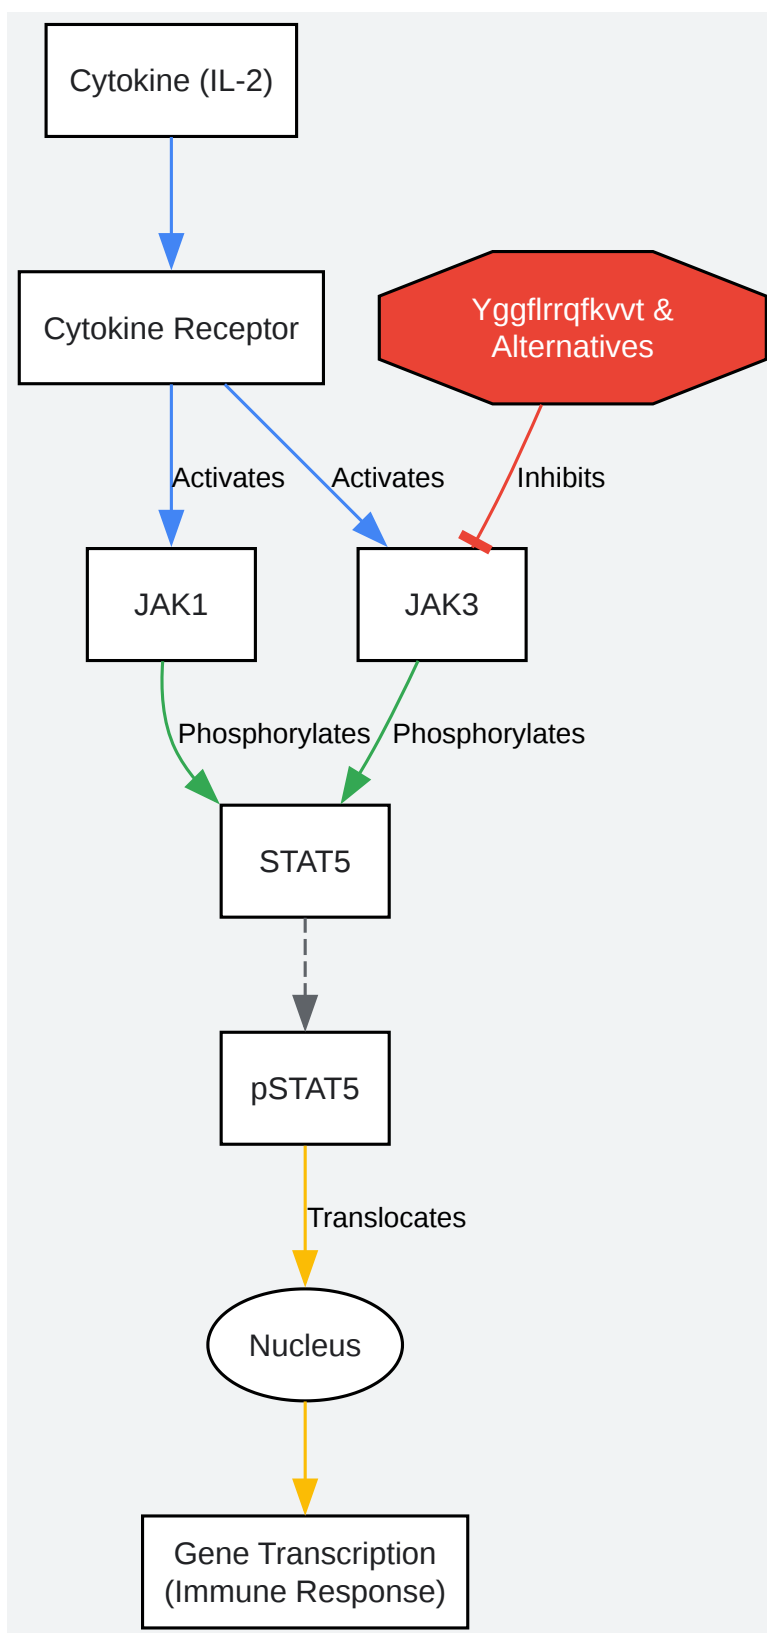 Cytokine (IL-2)
Cytokine Receptor
Yggflrrqfkvvt &
Alternatives
Activates
Activates
Inhibits
JAK1
JAK3
Phosphorylates
Phosphorylates
STAT5
pSTAT5
Translocates
Nucleus
Gene Transcription
(Immune Response)